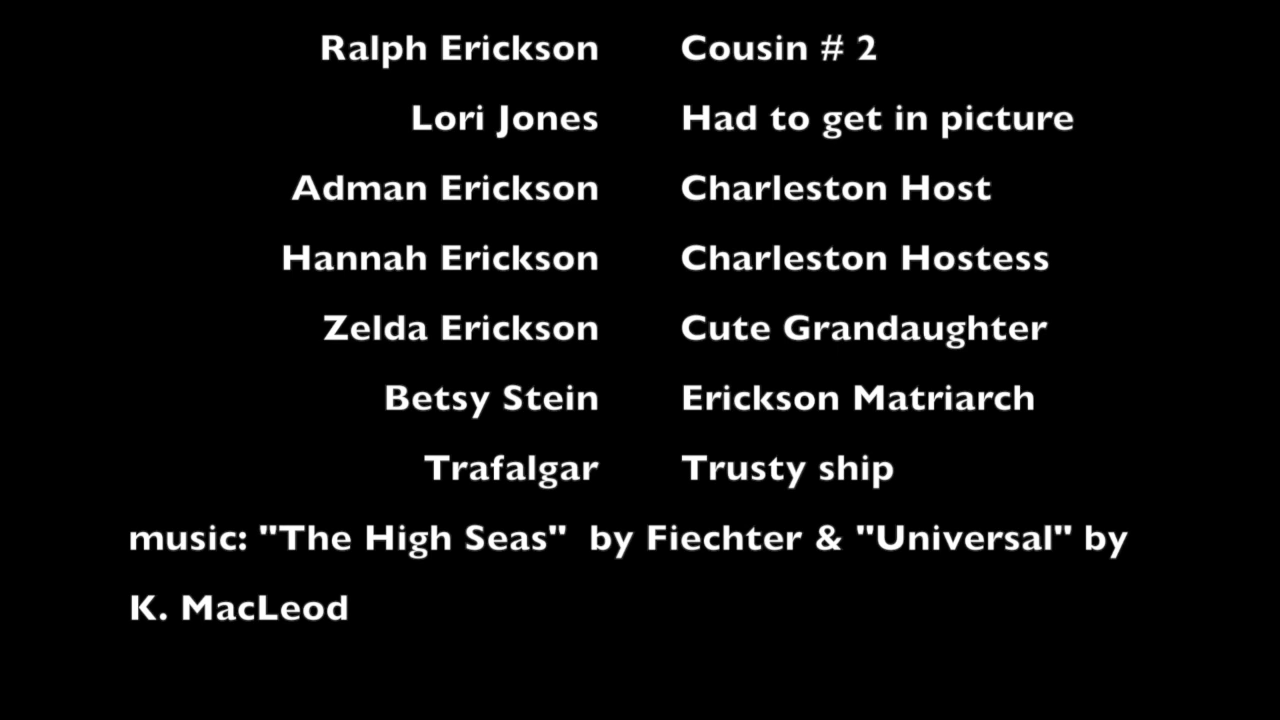 Ralph Erickson Cousin # 2
Lori Jones Had to get in picture
Adman Erickson Charleston Host
Hannah Erickson Charleston Hostess
Zelda Erickson Cute Grandaughter
Betsy Stein Erickson Matriarch
Trafalgar Trusty ship
music: "The High Seas"  by Fiechter & "Universal" by
K. MacLeod